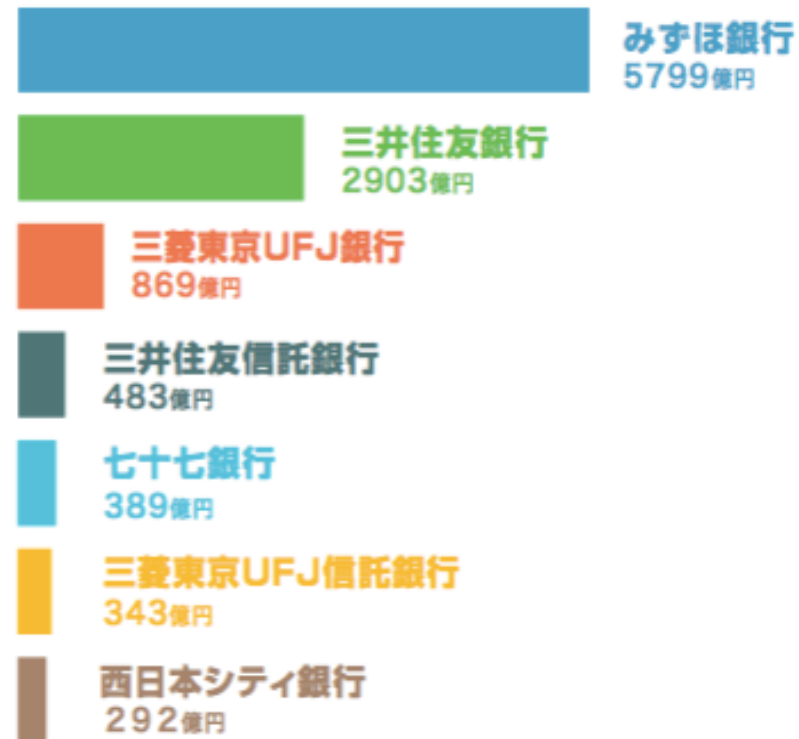 みずほ銀行
5799億円
三井住友銀行
2903億円
三菱東京UFJ銀行
869億円
三井住友信託銀行
483億円
七十七銀行
389億円
三菱東京UFJ信託銀行
343億円
西日本シティ銀行
292億円